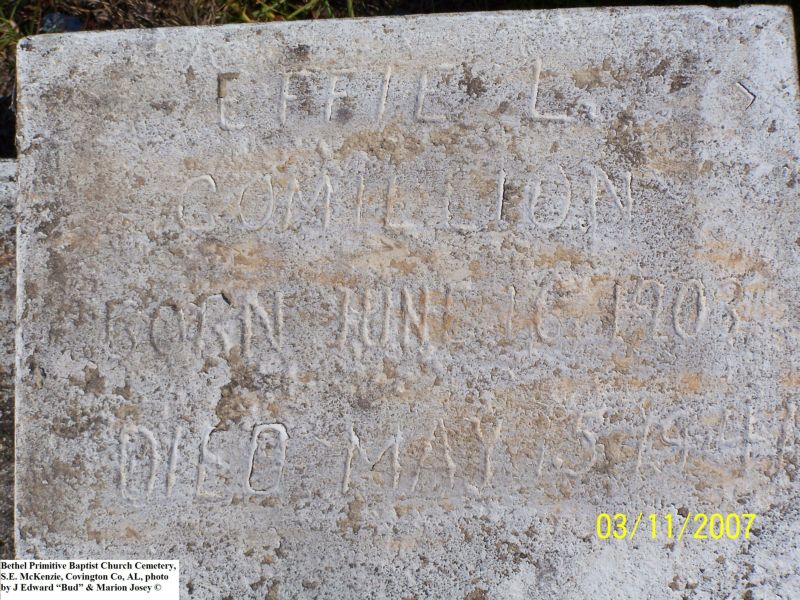 EFFIE L.
COMILLION
BORN JUNE 16 1903
DIED MAY 15 1941
03/11/2007
Bethel Primitive Baptist Church Cemetery,
S.E. McKenzie, Covington Co, AL, photo
by J Edward “Bud” & Marion Josey ©